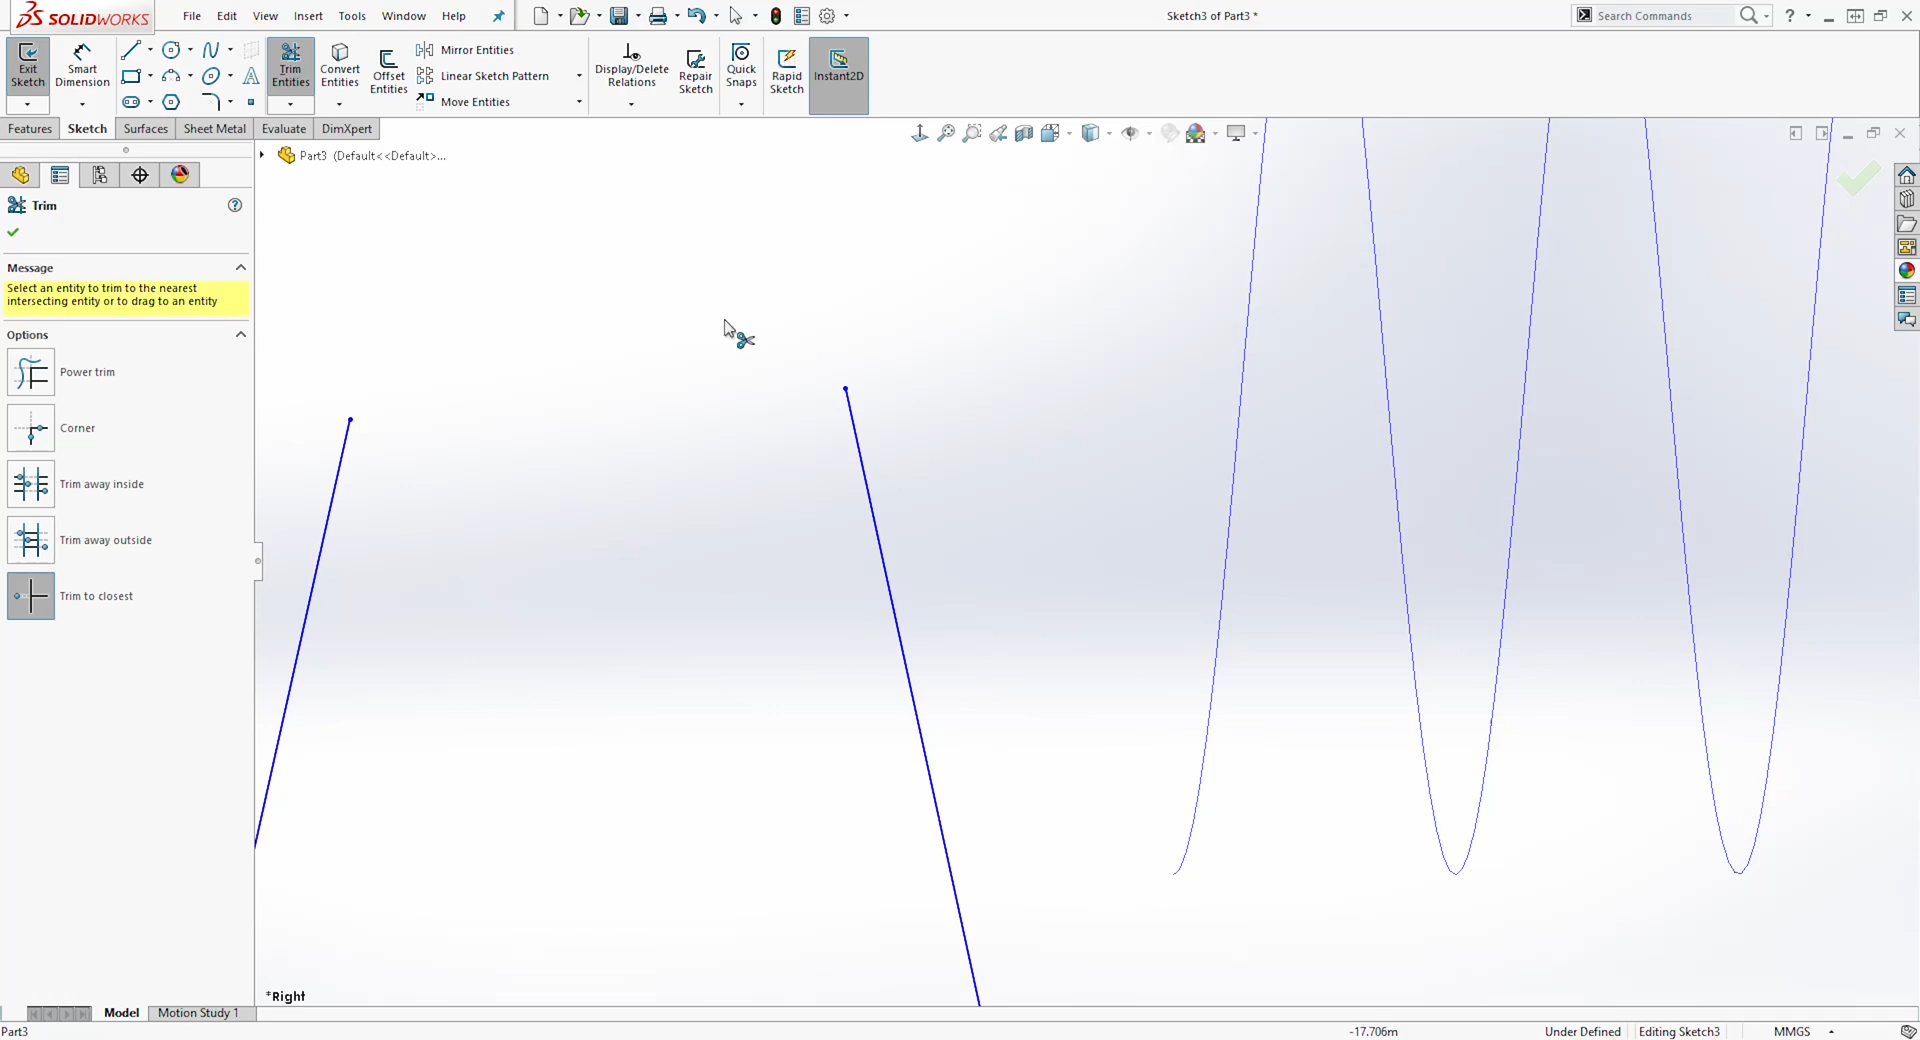 SOLIDWORKS File Edit View Insert Tools Window Help Sketch3 of Part3 * Search Commands ?
Exit Sketch
Smart Dimension
Trim Entities
Convert Entities
Offset Entities
Mirror Entities
Linear Sketch Pattern
Move Entities
Display/Delete Relations
Repair Sketch
Quick Snaps
Rapid Sketch
Instant2D
Features Sketch Surfaces Sheet Metal Evaluate DimXpert
Part3 (Default<<Default>...
Trim
Message
Select an entity to trim to the nearest
intersecting entity or to drag to an entity
Options
Power trim
Corner
Trim away inside
Trim away outside
Trim to closest
*Right
Model Motion Study 1
Part3 -17.706m Under Defined Editing Sketch3 MMGS